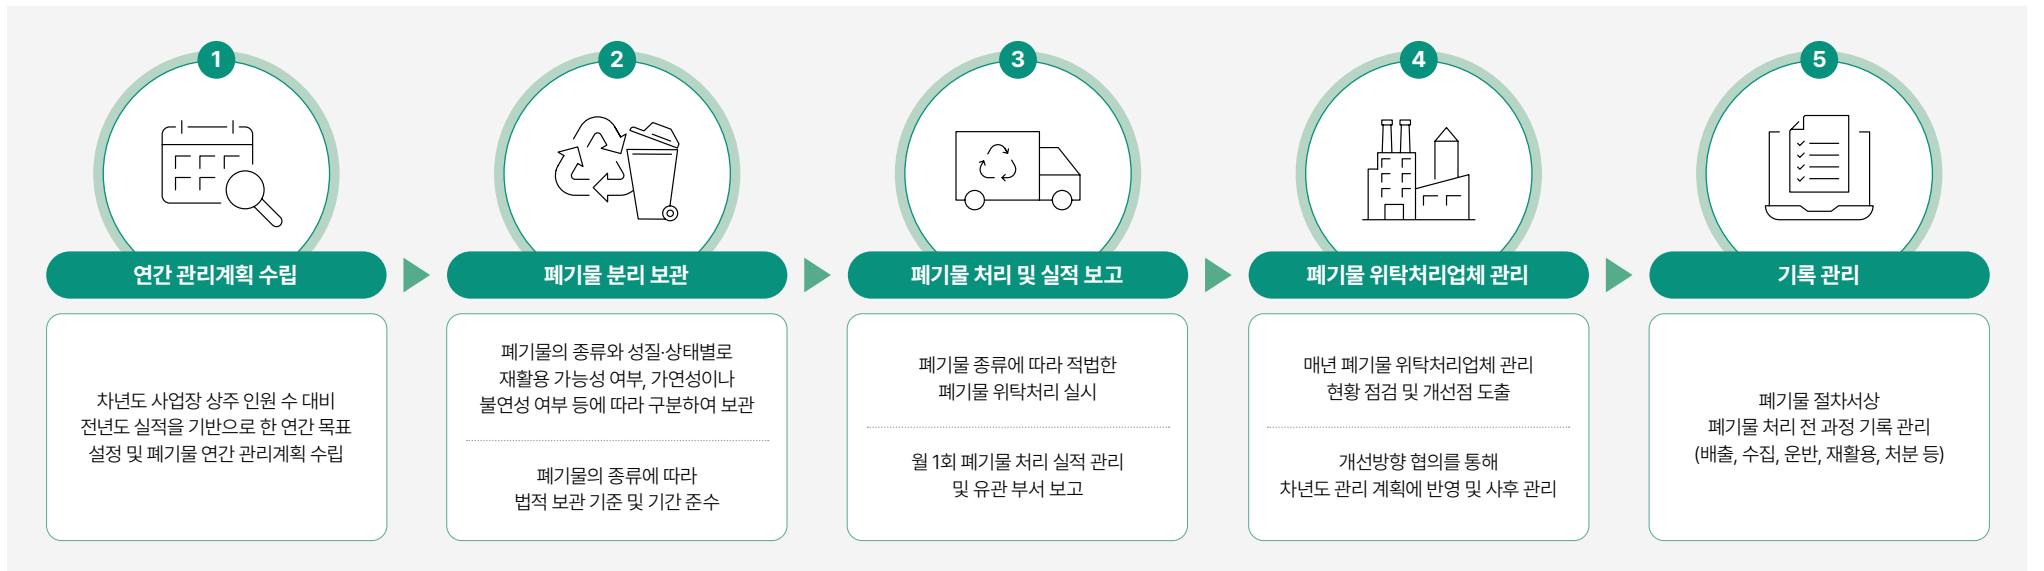 1
연간 관리계획 수립
차년도 사업장 상주 인원 수 대비
전년도 실적을 기반으로 한 연간 목표
설정 및 폐기물 연간 관리계획 수립
2
폐기물 분리 보관
폐기물의 종류와 성질·상태별로
재활용 가능성 여부, 가연성이나
불연성 여부 등에 따라 구분하여 보관
폐기물의 종류에 따라
법적 보관 기준 및 기간 준수
3
폐기물 처리 및 실적 보고
폐기물 종류에 따라 적법한
폐기물 위탁처리 실시
월 1회 폐기물 처리 실적 관리
및 유관 부서 보고
4
폐기물 위탁처리업체 관리
매년 폐기물 위탁처리업체 관리
현황 점검 및 개선점 도출
개선방향 협의를 통해
차년도 관리 계획에 반영 및 사후 관리
5
기록 관리
폐기물 절차서상
폐기물 처리 전 과정 기록 관리
(배출, 수집, 운반, 재활용, 처분 등)